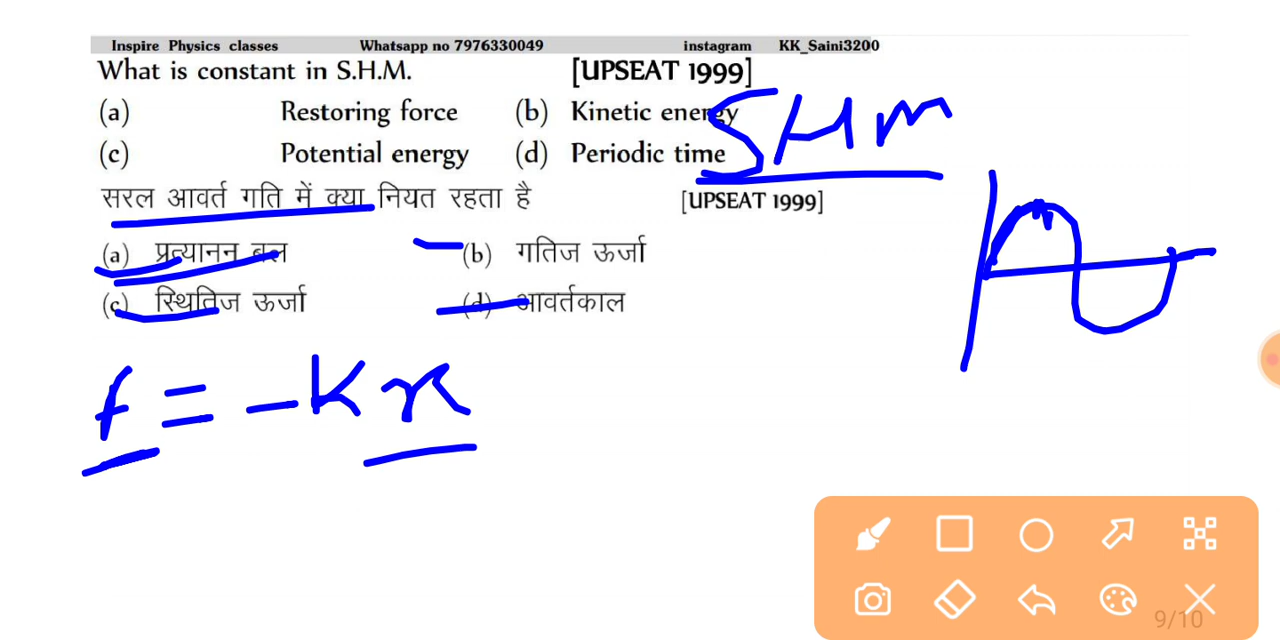 Inspire Physics classes Whatsapp no 7976330049 instagram KK_Saini3200
What is constant in S.H.M. [UPSEAT 1999]
(a) Restoring force (b) Kinetic energy
(c) Potential energy (d) Periodic time
SHM
सरल आवर्त गति में क्या नियत रहता है [UPSEAT 1999]
(a) प्रत्यानन बल (b) गतिज ऊर्जा
(c) स्थितिज ऊर्जा (d) आवर्तकाल
f = -kx
9/10